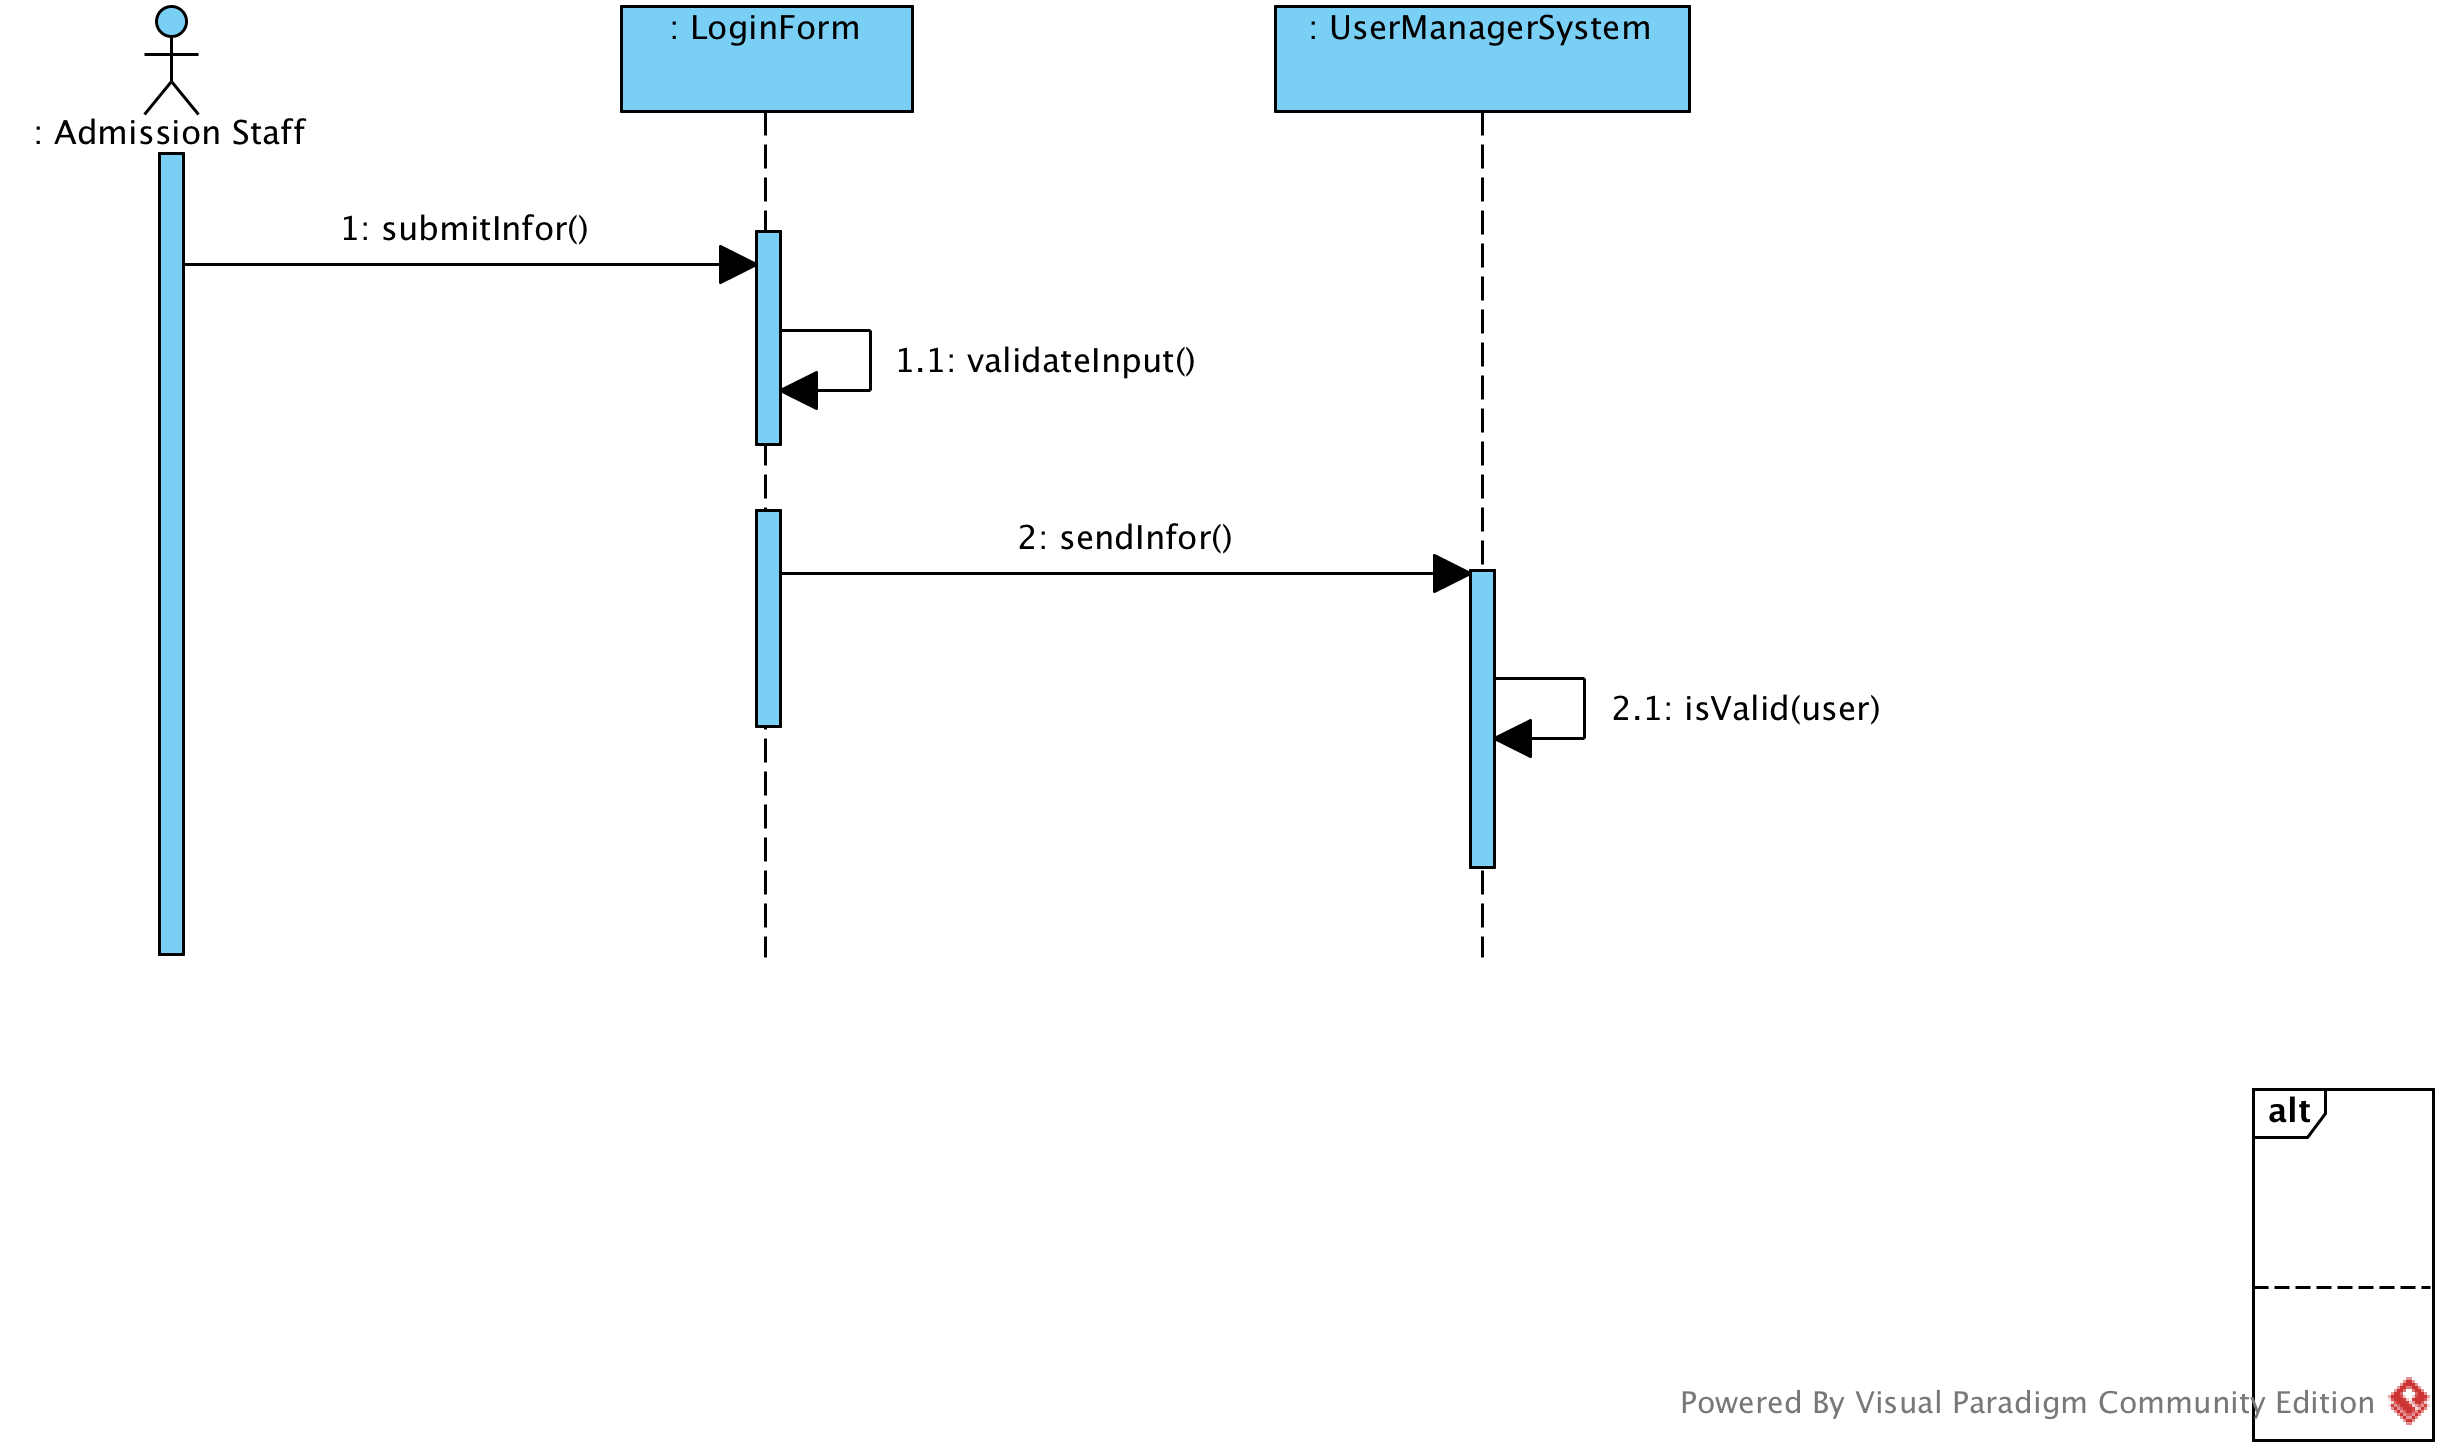 : LoginForm
: UserManagerSystem
: Admission Staff
1: submitInfor()
1.1: validateInput()
2: sendInfor()
2.1: isValid(user)
alt
Powered By Visual Paradigm Community Edition